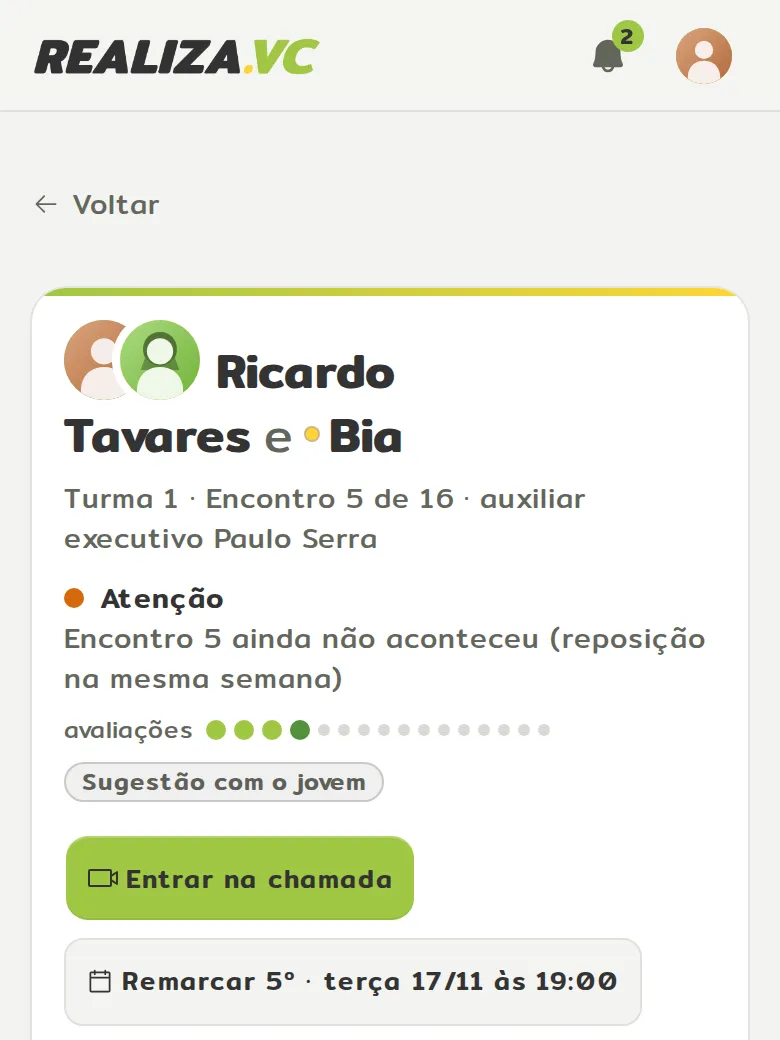 REALIZA.VC
2
← Voltar
Ricardo
Tavares e Bia
Turma 1 · Encontro 5 de 16 · auxiliar
executivo Paulo Serra
Atenção
Encontro 5 ainda não aconteceu (reposição
na mesma semana)
avaliações
Sugestão com o jovem
Entrar na chamada
Remarcar 5º · terça 17/11 às 19:00